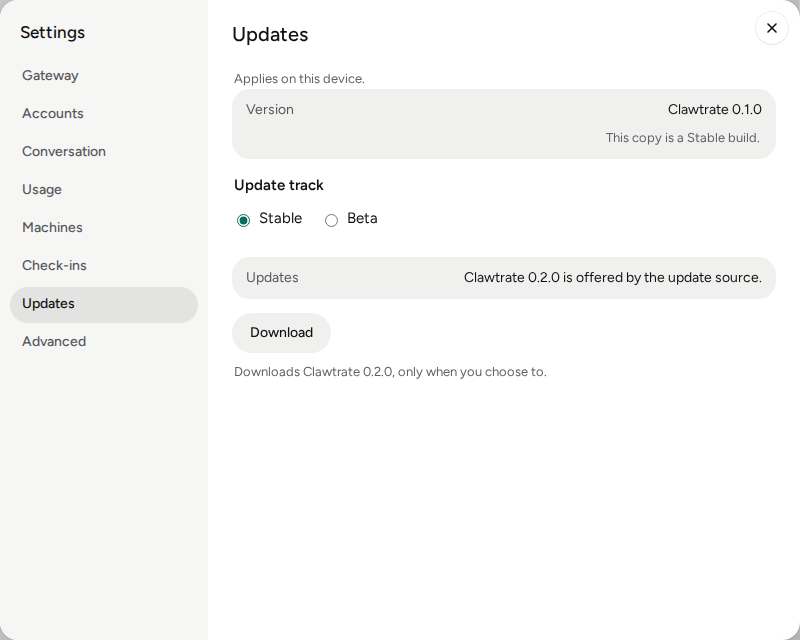 Settings
Gateway
Accounts
Conversation
Usage
Machines
Check-ins
Updates
Advanced
Updates
Applies on this device.
Version Clawtrate 0.1.0
This copy is a Stable build.
Update track
Stable Beta
Updates Clawtrate 0.2.0 is offered by the update source.
Download
Downloads Clawtrate 0.2.0, only when you choose to.